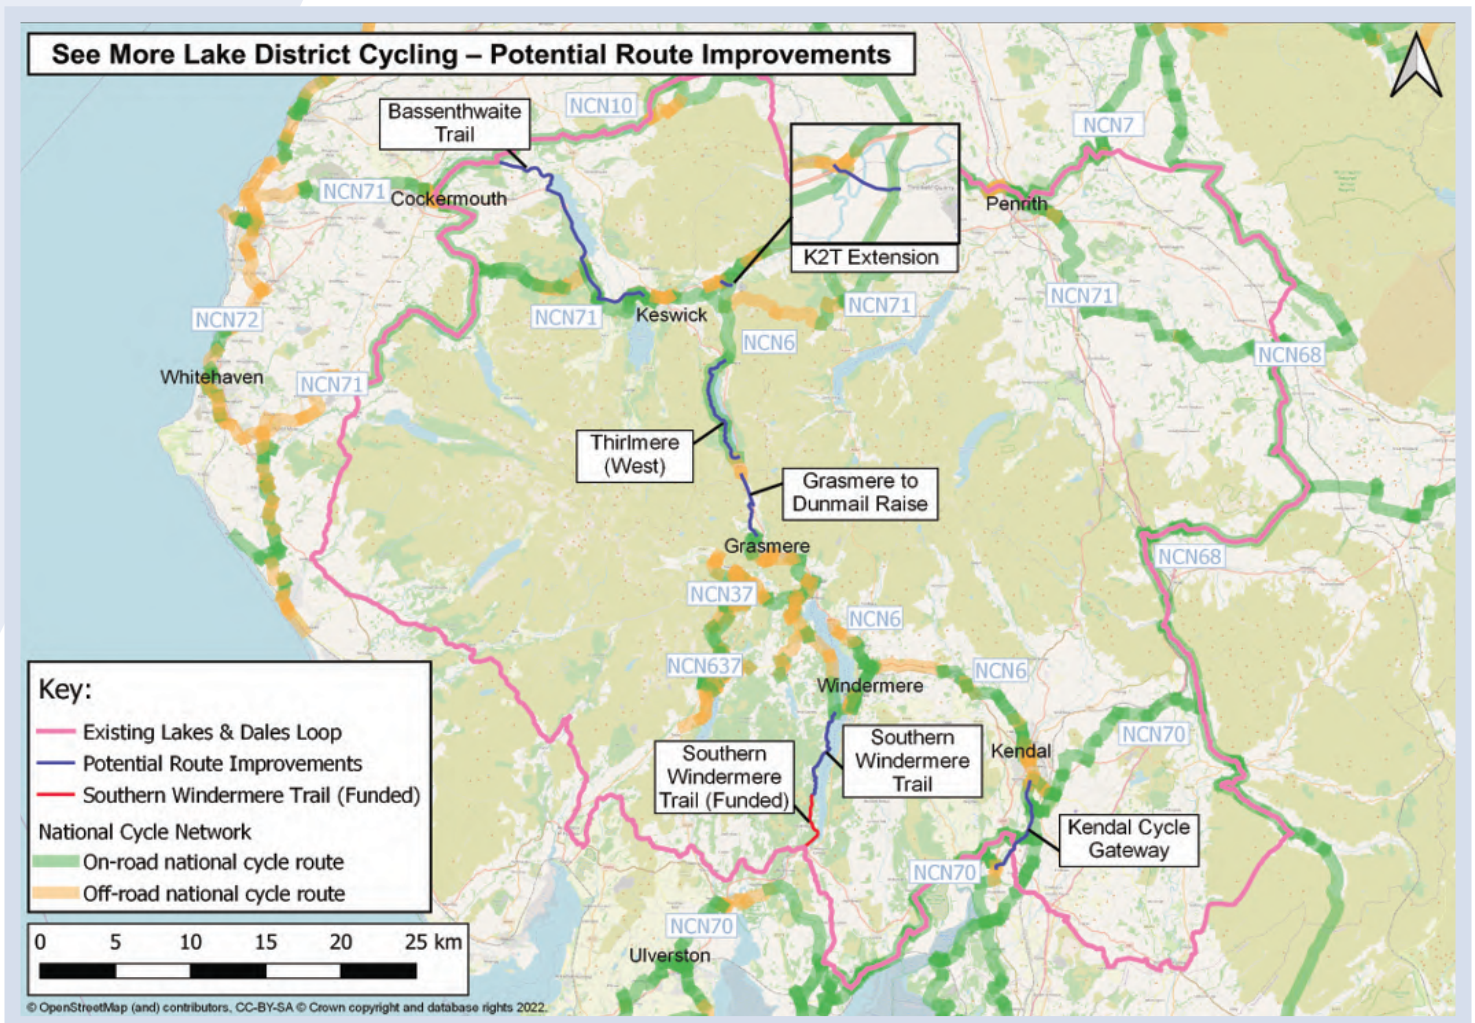 See More Lake District Cycling – Potential Route Improvements
Bassenthwaite
Trail
NCN10
NCN7
NCN71
Cockermouth
Penrith
K2T Extension
NCN71
NCN71
NCN71
NCN72
Keswick
NCN6
NCN68
Whitehaven
NCN71
Thirlmere
(West)
Grasmere to
Dunmail Raise
Grasmere
NCN68
NCN37
NCN6
NCN637
NCN6
Windermere
Key:
Existing Lakes & Dales Loop
Potential Route Improvements
Southern Windermere Trail (Funded)
National Cycle Network
On-road national cycle route
Off-road national cycle route
Southern
Windermere
Trail (Funded)
Southern
Windermere
Trail
Kendal
NCN70
Kendal Cycle
Gateway
NCN70
NCN70
Ulverston
0 5 10 15 20 25 km
© OpenStreetMap (and) contributors, CC-BY-SA © Crown copyright and database rights 2022.